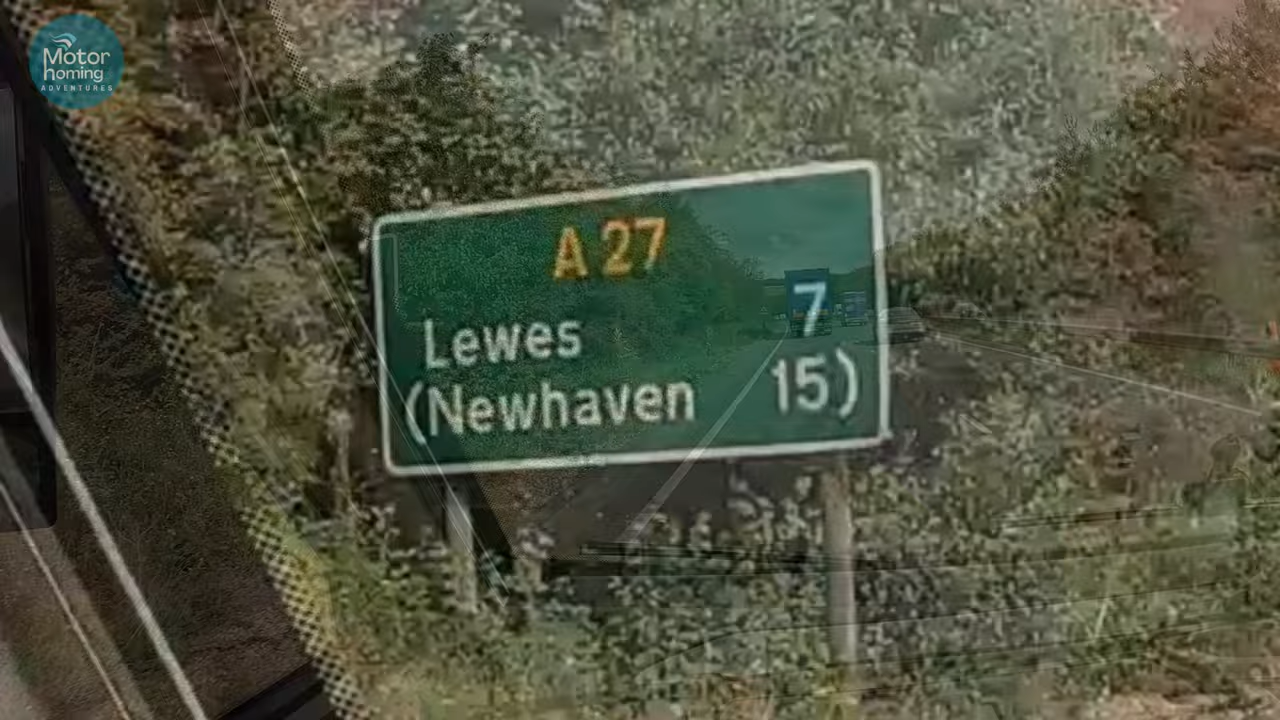 Motor
homing
ADVENTURES
A 27
Lewes 7
(Newhaven 15)